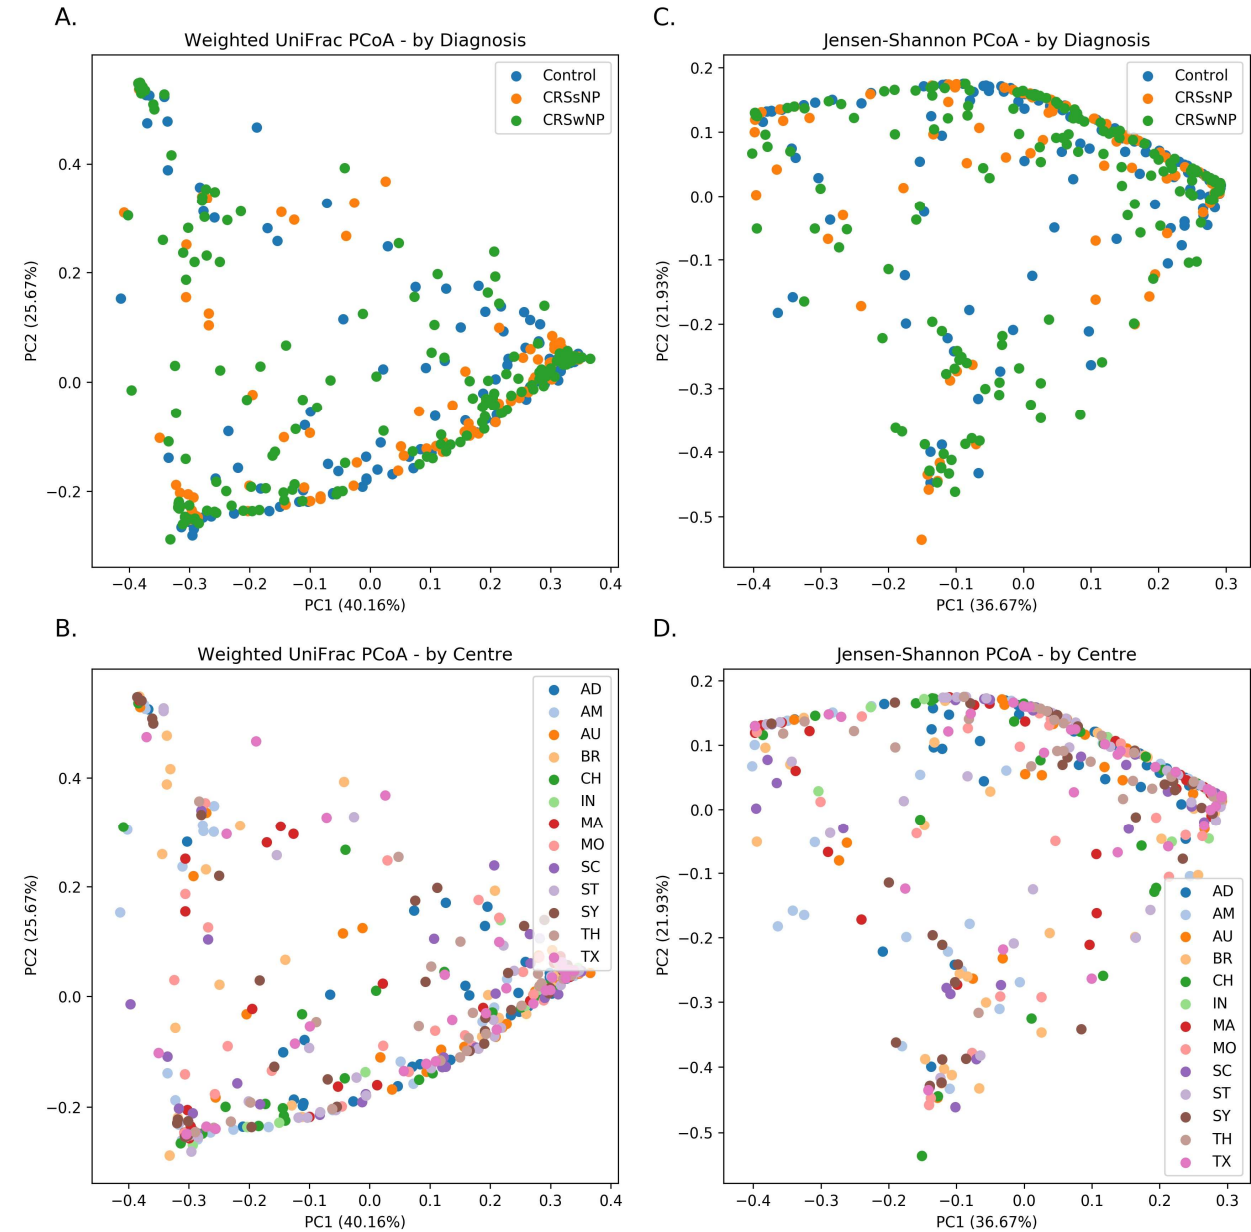 A.
Weighted UniFrac PCoA - by Diagnosis
Control
CRSsNP
CRSwNP
PC2 (25.67%)
0.4
0.2
0.0
−0.2
−0.4
−0.3
−0.2
−0.1
0.0
0.1
0.2
0.3
0.4
PC1 (40.16%)
C.
Jensen-Shannon PCoA - by Diagnosis
Control
CRSsNP
CRSwNP
PC2 (21.93%)
0.2
0.1
0.0
−0.1
−0.2
−0.3
−0.4
−0.5
−0.4
−0.3
−0.2
−0.1
0.0
0.1
0.2
0.3
PC1 (36.67%)
B.
Weighted UniFrac PCoA - by Centre
AD
AM
AU
BR
CH
IN
MA
MO
SC
ST
SY
TH
TX
PC2 (25.67%)
0.4
0.2
0.0
−0.2
−0.4
−0.3
−0.2
−0.1
0.0
0.1
0.2
0.3
0.4
PC1 (40.16%)
D.
Jensen-Shannon PCoA - by Centre
AD
AM
AU
BR
CH
IN
MA
MO
SC
ST
SY
TH
TX
PC2 (21.93%)
0.2
0.1
0.0
−0.1
−0.2
−0.3
−0.4
−0.5
−0.4
−0.3
−0.2
−0.1
0.0
0.1
0.2
0.3
PC1 (36.67%)